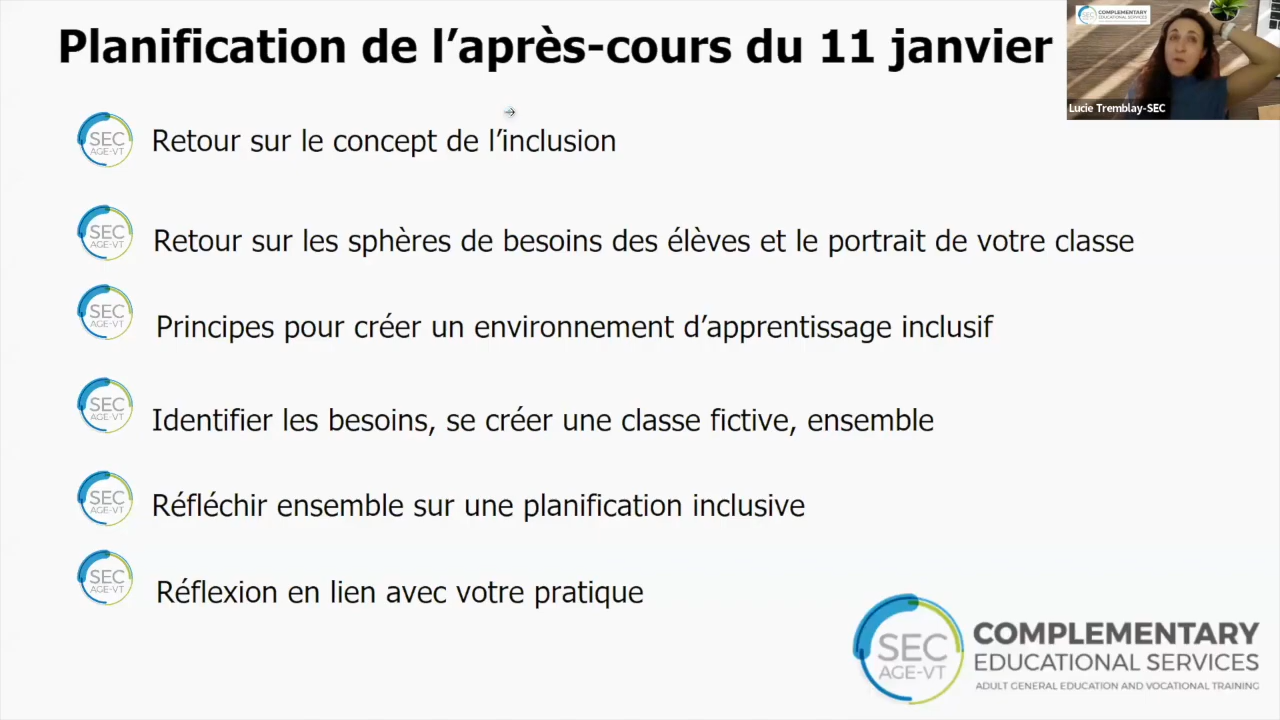 Planification de l’après-cours du 11 janvier
SEC
COMPLEMENTARY
EDUCATIONAL SERVICES
Lucie Tremblay-SEC
SEC
AGE-VT
Retour sur le concept de l’inclusion
SEC
AGE-VT
Retour sur les sphères de besoins des élèves et le portrait de votre classe
SEC
AGE-VT
Principes pour créer un environnement d’apprentissage inclusif
SEC
AGE-VT
Identifier les besoins, se créer une classe fictive, ensemble
SEC
AGE-VT
Réfléchir ensemble sur une planification inclusive
SEC
AGE-VT
Réflexion en lien avec votre pratique
SEC
AGE-VT
COMPLEMENTARY
EDUCATIONAL SERVICES
ADULT GENERAL EDUCATION AND VOCATIONAL TRAINING